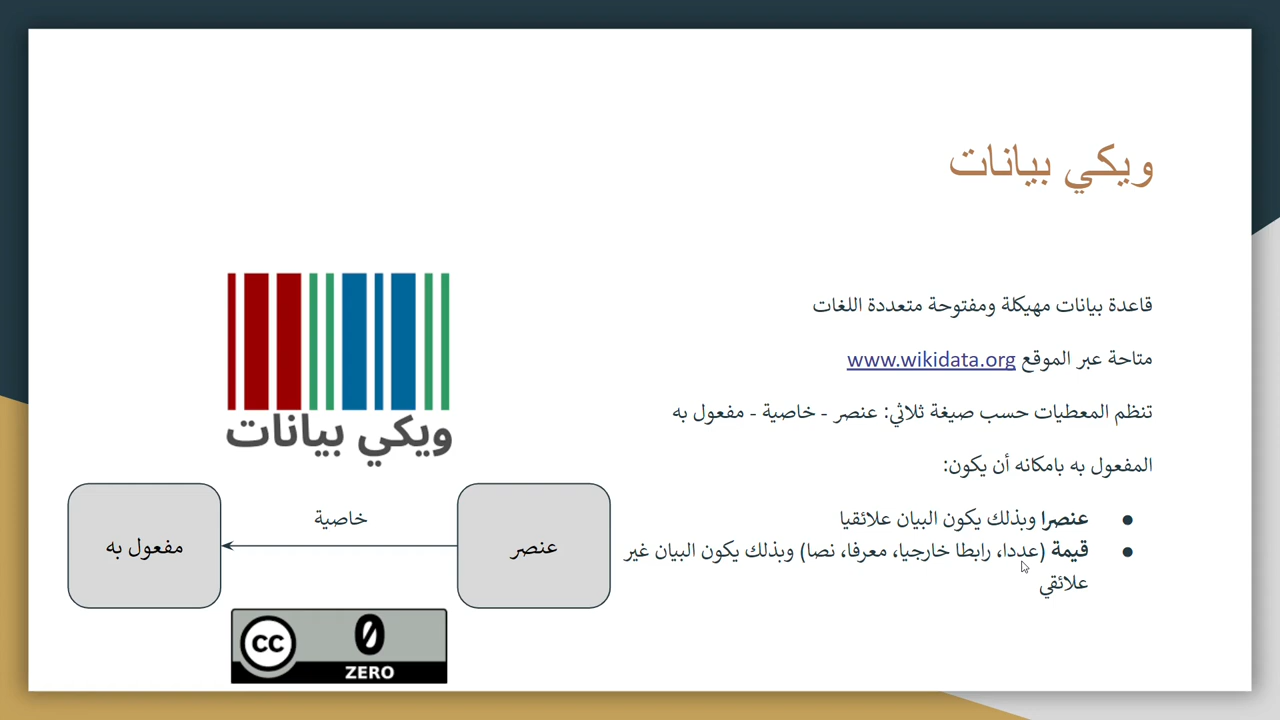 ويكي بيانات
قاعدة بيانات مهيكلة ومفتوحة متعددة اللغات
متاحة عبر الموقع www.wikidata.org
تنظم المعطيات حسب صيغة ثلاثي: عنصر - خاصية - مفعول به
المفعول به بامكانه أن يكون:
● عنصرا وبذلك يكون البيان علائقيا
● قيمة (عددا، رابطا خارجيا، معرفا، نصا) وبذلك يكون البيان غير
علائقي
ويكي بيانات
عنصر
خاصية
مفعول به
CC 0
ZERO